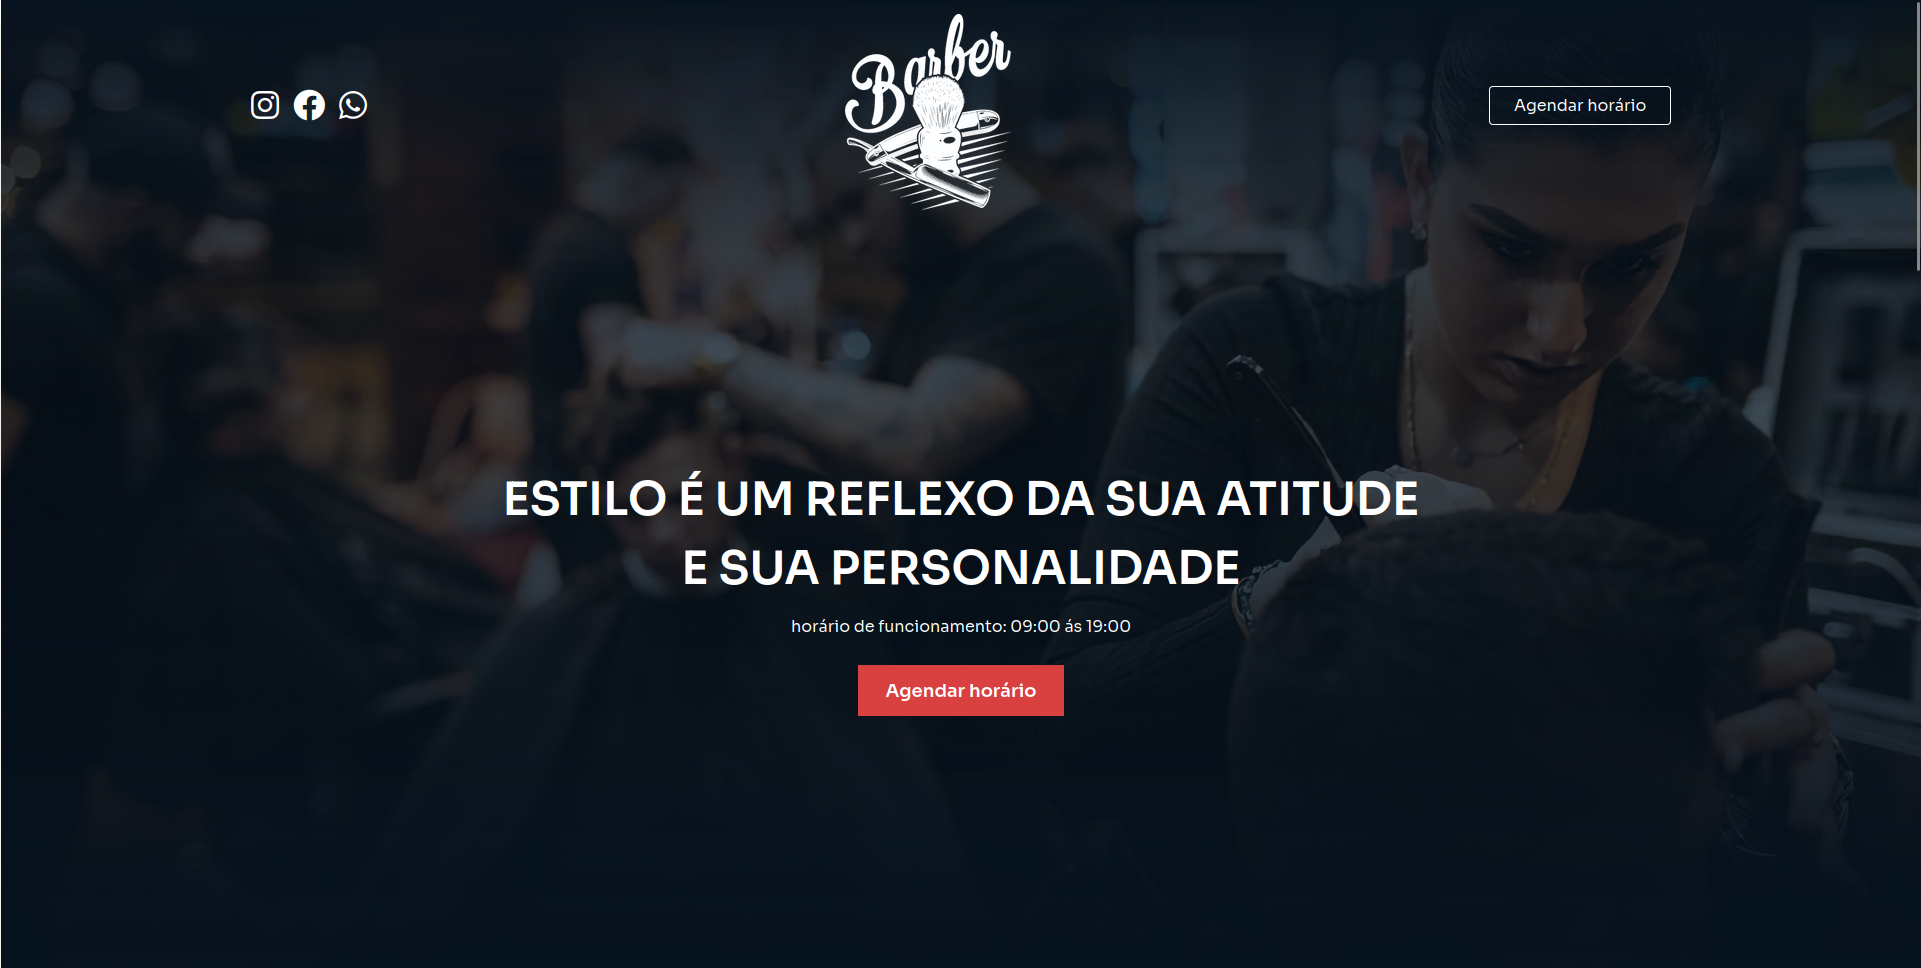 Barber
Agendar horário
ESTILO É UM REFLEXO DA SUA ATITUDE
E SUA PERSONALIDADE
horário de funcionamento: 09:00 ás 19:00
Agendar horário